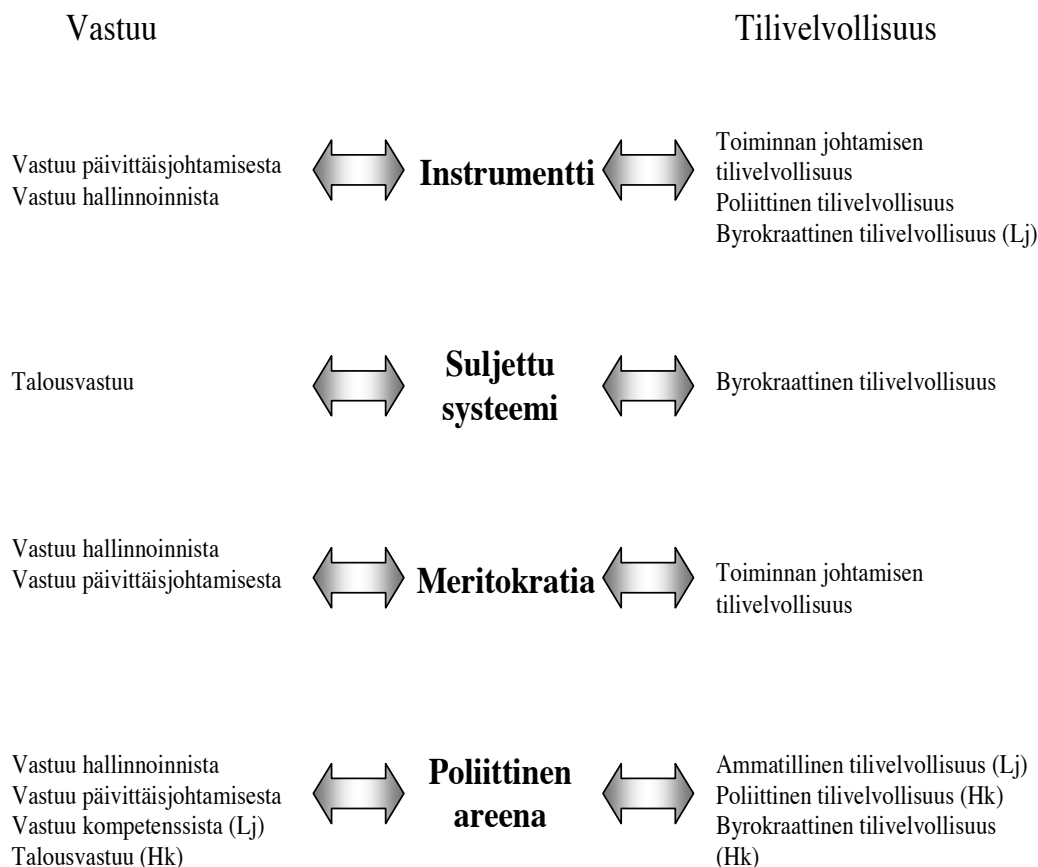 Vastuu
Tilivelvollisuus
Vastuu päivittäisjohtamisesta
Vastuu hallinnoinnista
Instrumentti
Toiminnan johtamisen
tilivelvollisuus
Poliittinen tilivelvollisuus
Byrokraattinen tilivelvollisuus (Lj)
Talousvastuu
Suljettu
systeemi
Byrokraattinen tilivelvollisuus
Vastuu hallinnoinnista
Vastuu päivittäisjohtamisesta
Meritokratia
Toiminnan johtamisen
tilivelvollisuus
Vastuu hallinnoinnista
Vastuu päivittäisjohtamisesta
Vastuu kompetenssista (Lj)
Talousvastuu (Hk)
Poliittinen
areena
Ammatillinen tilivelvollisuus (Lj)
Poliittinen tilivelvollisuus (Hk)
Byrokraattinen tilivelvollisuus
(Hk)